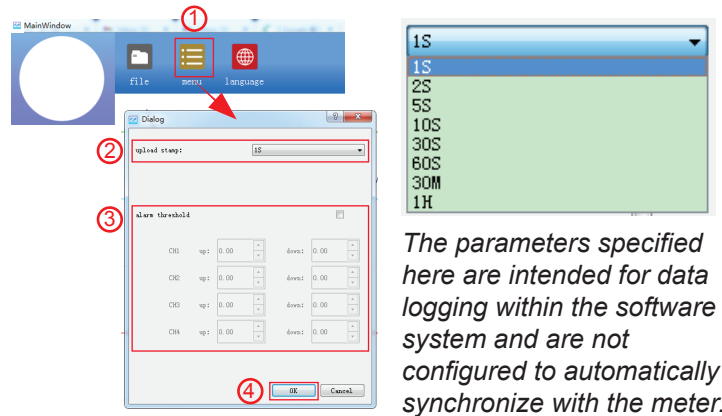 MainWindow
1
file
menu
language
Dialog
2
upload stamp:
1S
3
alarm threshold
CH1 up: 0.00 down: 0.00
CH2 up: 0.00 down: 0.00
CH3 up: 0.00 down: 0.00
CH4 up: 0.00 down: 0.00
4
OK
Cancel
1S
1S
2S
5S
10S
30S
60S
30M
1H
The parameters specified
here are intended for data
logging within the software
system and are not
configured to automatically
synchronize with the meter.